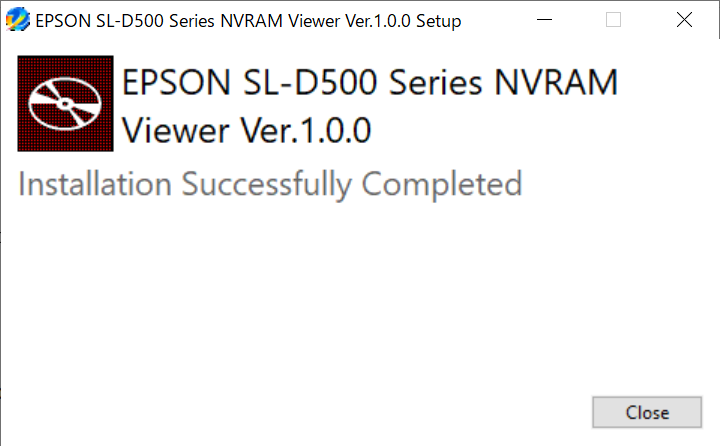 EPSON SL-D500 Series NVRAM Viewer Ver.1.0.0 Setup
EPSON SL-D500 Series NVRAM
Viewer Ver.1.0.0
Installation Successfully Completed
Close